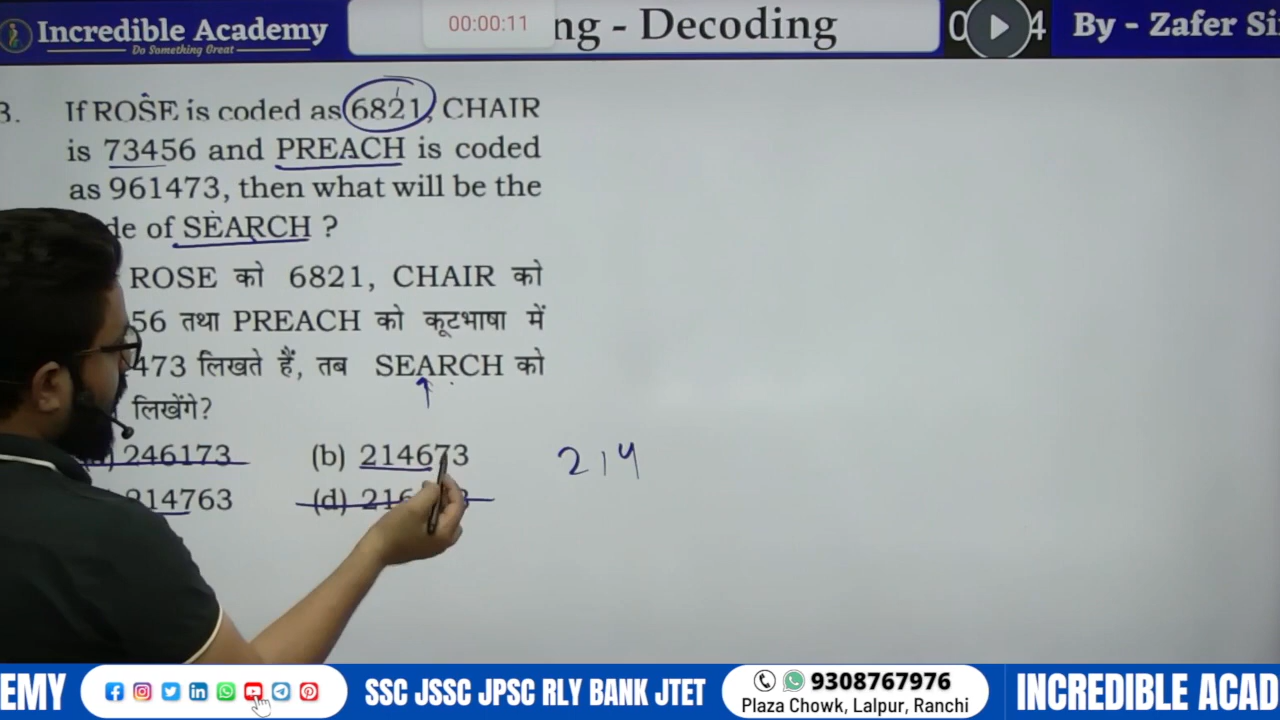 Incredible Academy
Do Something Great
00:00:11
ng - Decoding
By - Zafer
3. If ROSE is coded as 6821, CHAIR
is 73456 and PREACH is coded
as 961473, then what will be the
de of SEARCH ?
ROSE को 6821, CHAIR को
56 तथा PREACH को कूटभाषा में
473 लिखते हैं, तब SEARCH को
लिखेंगे?
246173 (b) 214673
214763 (d)
214
EMY
SSC JSSC JPSC RLY BANK JTET
9308767976
Plaza Chowk, Lalpur, Ranchi
INCREDIBLE ACAD